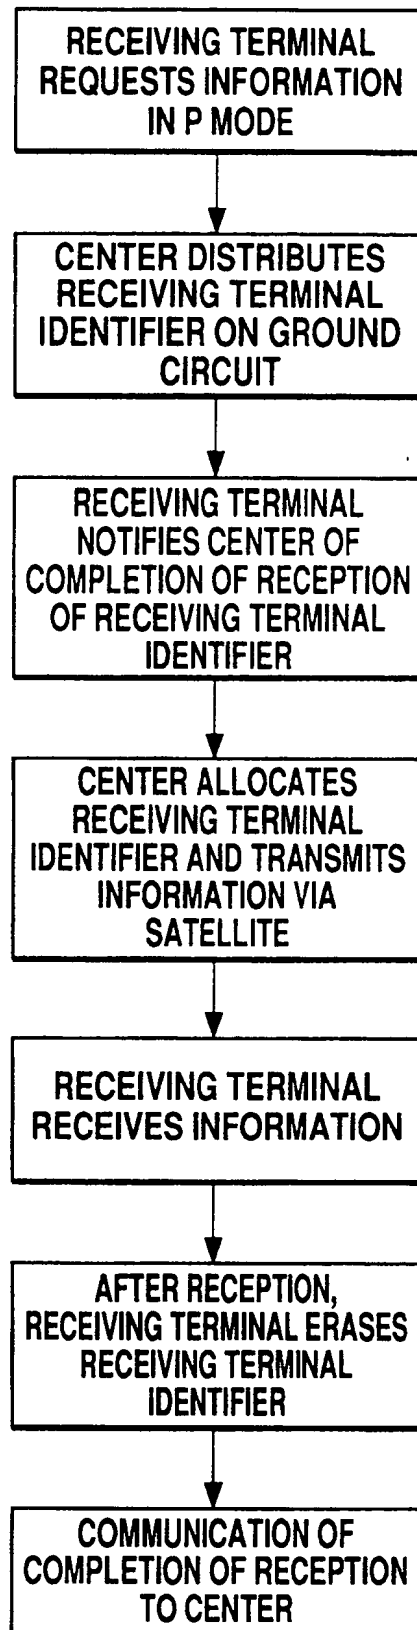 RECEIVING TERMINAL
REQUESTS INFORMATION
IN P MODE
CENTER DISTRIBUTES
RECEIVING TERMINAL
IDENTIFIER ON GROUND
CIRCUIT
RECEIVING TERMINAL
NOTIFIES CENTER OF
COMPLETION OF RECEPTION
OF RECEIVING TERMINAL
IDENTIFIER
CENTER ALLOCATES
RECEIVING TERMINAL
IDENTIFIER AND TRANSMITS
INFORMATION VIA
SATELLITE
RECEIVING TERMINAL
RECEIVES INFORMATION
AFTER RECEPTION,
RECEIVING TERMINAL ERASES
RECEIVING TERMINAL
IDENTIFIER
COMMUNICATION OF
COMPLETION OF RECEPTION
TO CENTER